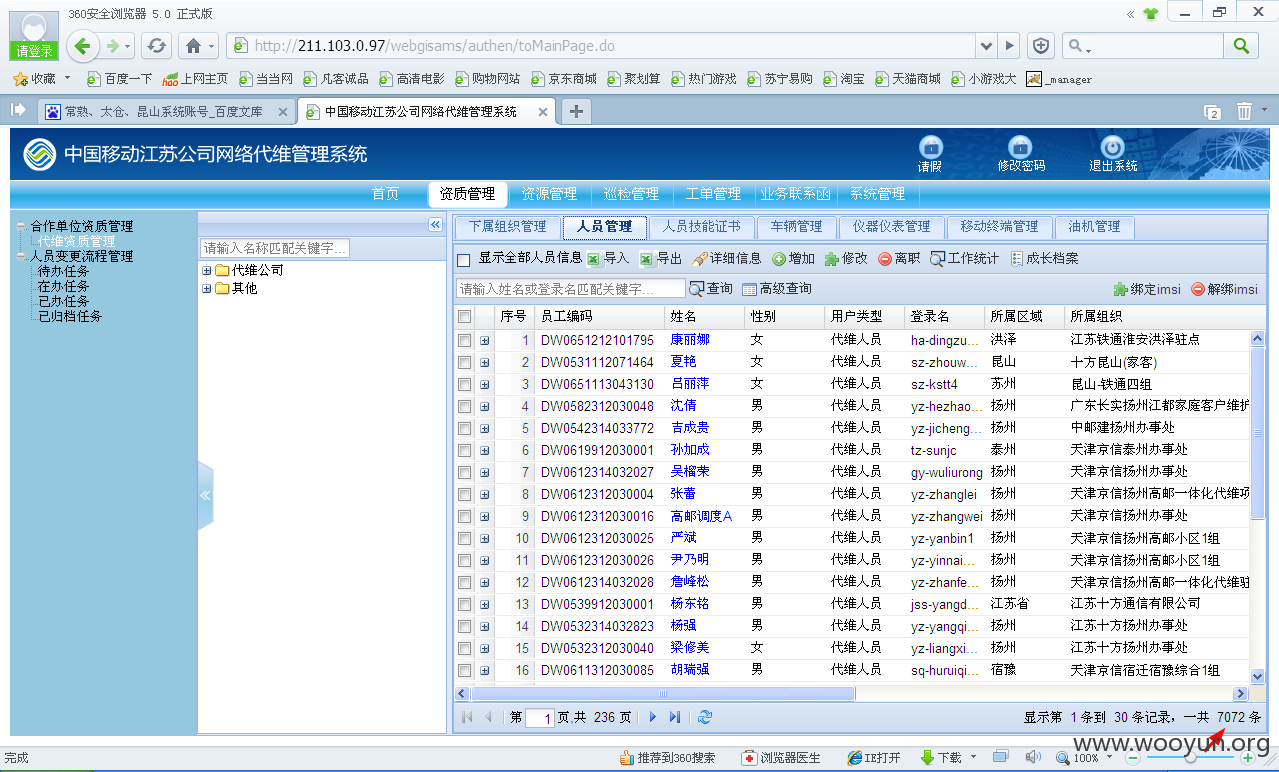 360安全浏览器 5.0 正式版
请登录
http://211.103.0.97/webgisams/authen/toMainPage.do
收藏 百度一下 上网主页 当当网 凡客诚品 高清电影 购物网站 京东商城 聚划算 热门游戏 苏宁易购 淘宝 天猫商城 小游戏大 _manager
常熟、太仓、昆山系统账号_百度文库 中国移动江苏公司网络代维管理系统 2
中国移动江苏公司网络代维管理系统 请假 修改密码 退出系统
首页 资质管理 资源管理 巡检管理 工单管理 业务联系函 系统管理
合作单位资质管理
代维资质管理
人员变更流程管理
待办任务
在办任务
已办任务
已归档任务
请输入名称匹配关键字...
代维公司
其他
下属组织管理 人员管理 人员技能证书 车辆管理 仪器仪表管理 移动终端管理 油机管理
显示全部人员信息 导入 导出 详细信息 增加 修改 离职 工作统计 成长档案
请输入姓名或登录名匹配关键字... 查询 高级查询 绑定imsi 解绑imsi
序号 员工编码 姓名 性别 用户类型 登录名 所属区域 所属组织
1 DW0651212101795 康丽娜 女 代维人员 ha-dingzu... 洪泽 江苏铁通淮安洪泽驻点
2 DW0531112071464 夏艳 女 代维人员 sz-zhouw... 昆山 十方昆山(家客)
3 DW0651113043130 吕丽萍 女 代维人员 sz-kstt4 苏州 昆山-铁通四组
4 DW0582312030048 沈倩 男 代维人员 yz-hezhao... 扬州 广东长实扬州江都家庭客户维护
5 DW0542314033772 吉成贵 男 代维人员 yz-jicheng... 扬州 中邮建扬州办事处
6 DW0619912030001 孙加成 男 代维人员 tz-sunjc 泰州 天津京信泰州办事处
7 DW0612314032027 吴榴荣 男 代维人员 gy-wuliurong 扬州 天津京信扬州办事处
8 DW0612312030004 张蕾 男 代维人员 yz-zhanglei 扬州 天津京信扬州高邮一体化代维项
9 DW0612312030016 高邮调度A 男 代维人员 yz-zhangwei 扬州 天津京信扬州办事处
10 DW0612312030025 严斌 男 代维人员 yz-yanbin1 扬州 天津京信扬州高邮小区1组
11 DW0612312030026 尹乃明 男 代维人员 yz-yinnai... 扬州 天津京信扬州高邮小区1组
12 DW0612314032028 詹峰松 男 代维人员 yz-zhanfe... 扬州 天津京信扬州高邮一体化代维驻
13 DW0539912030001 杨东铭 男 代维人员 jss-yangd... 江苏省 江苏十方通信有限公司
14 DW0532314032823 杨强 男 代维人员 yz-yangqi... 扬州 江苏十方扬州办事处
15 DW0532312030040 梁修美 女 代维人员 yz-liangxi... 扬州 江苏十方扬州办事处
16 DW0611312030085 胡瑞强 男 代维人员 sq-huruiqi... 宿豫 天津京信宿迁宿豫综合1组
第 1 页,共 236 页 显示第 1 条到 30 条记录，一共 7072 条
www.wooyun.org
完成 推荐到360搜索 浏览器医生 IE打开 下载 100%